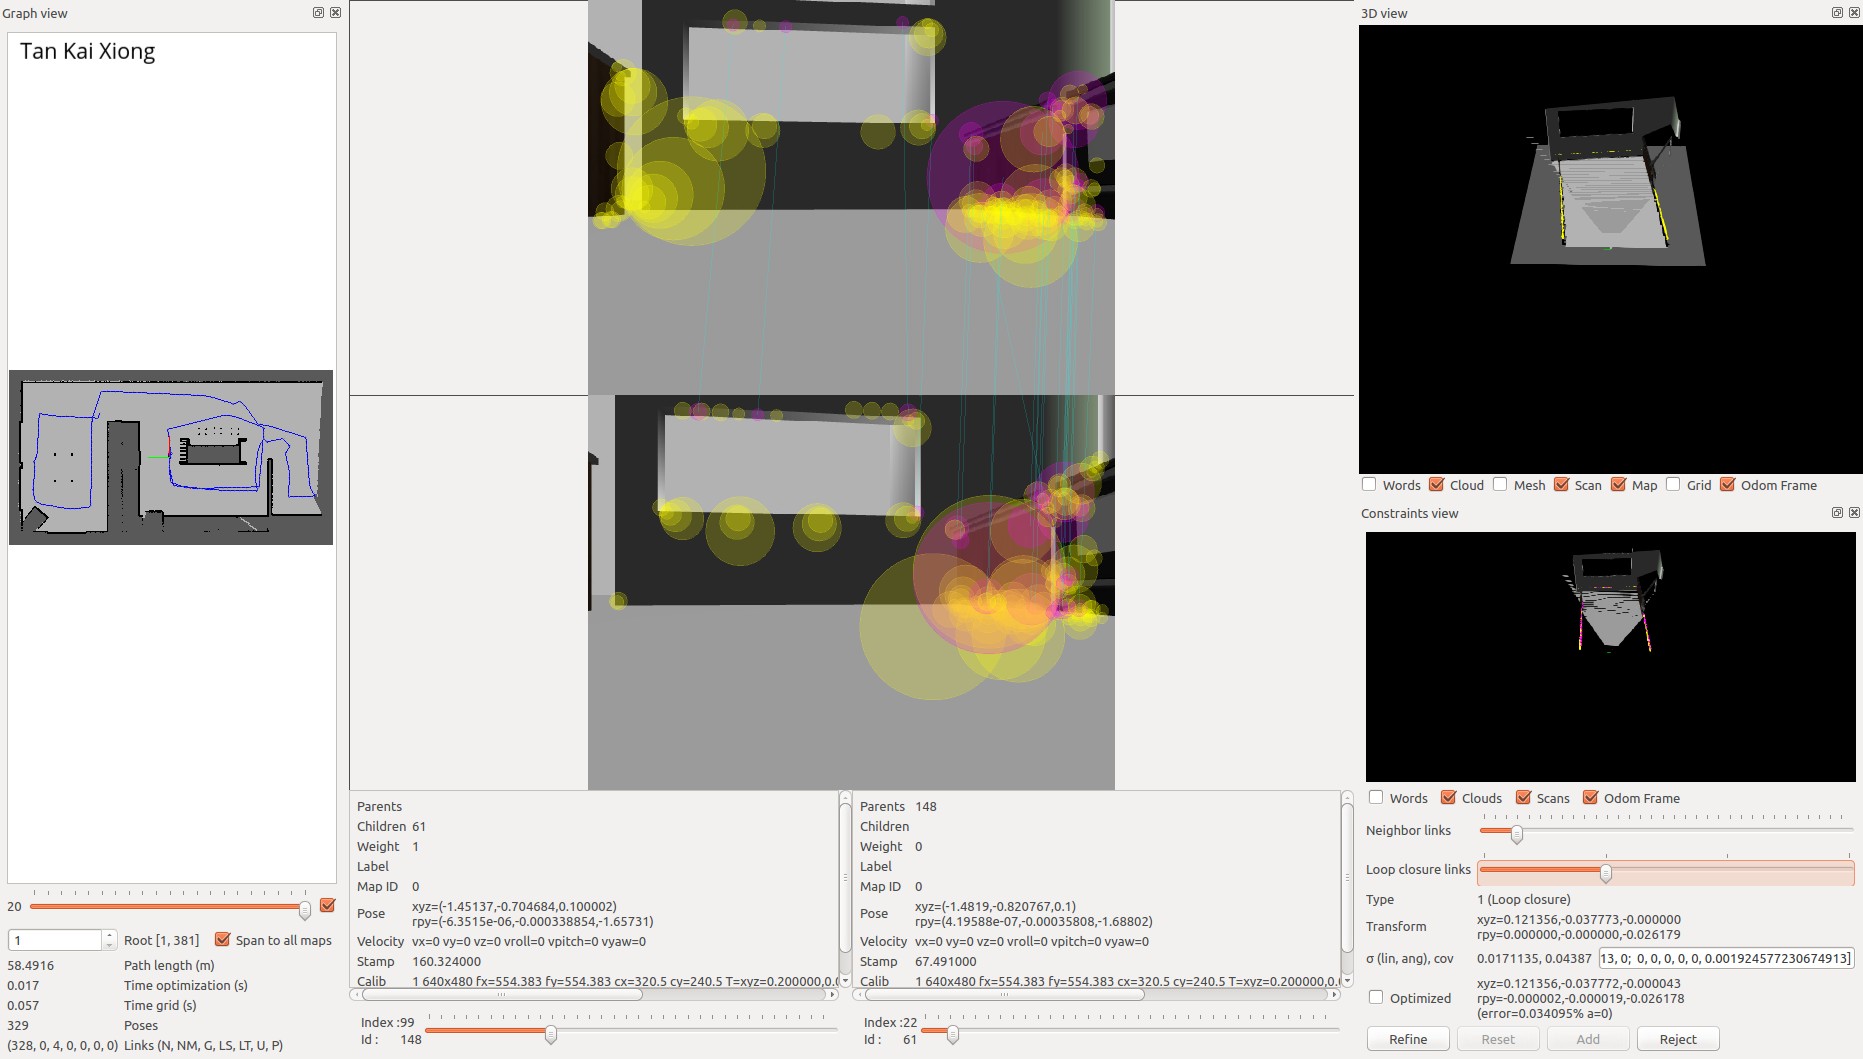 Graph view
Tan Kai Xiong
20
1
Root [1, 381]
Span to all maps
58.4916 Path length (m)
0.017 Time optimization (s)
0.057 Time grid (s)
329 Poses
(328, 0, 4, 0, 0, 0, 0) Links (N, NM, G, LS, LT, U, P)
Parents
Children 61
Weight 1
Label
Map ID 0
Pose xyz=(-1.45137,-0.704684,0.100002)
rpy=(-6.3515e-06,-0.000338854,-1.65731)
Velocity vx=0 vy=0 vz=0 vroll=0 vpitch=0 vyaw=0
Stamp 160.324000
Calib 1 640x480 fx=554.383 fy=554.383 cx=320.5 cy=240.5 T=xyz=0.200000,0.0
Index :99
Id : 148
Parents 148
Children
Weight 0
Label
Map ID 0
Pose xyz=(-1.4819,-0.820767,0.1)
rpy=(4.19588e-07,-0.00035808,-1.68802)
Velocity vx=0 vy=0 vz=0 vroll=0 vpitch=0 vyaw=0
Stamp 67.491000
Calib 1 640x480 fx=554.383 fy=554.383 cx=320.5 cy=240.5 T=xyz=0.200000,0.0
Index :22
Id : 61
3D view
Words Cloud Mesh Scan Map Grid Odom Frame
Constraints view
Words Clouds Scans Odom Frame
Neighbor links
Loop closure links
Type 1 (Loop closure)
Transform xyz=0.121356,-0.037773,-0.000000
rpy=0.000000,-0.000000,-0.026179
σ (lin, ang), cov 0.0171135, 0.04387 13, 0; 0, 0, 0, 0, 0, 0.001924577230674913]
Optimized xyz=0.121356,-0.037772,-0.000043
rpy=-0.000002,-0.000019,-0.026178
(error=0.034095% a=0)
Refine Reset Add Reject